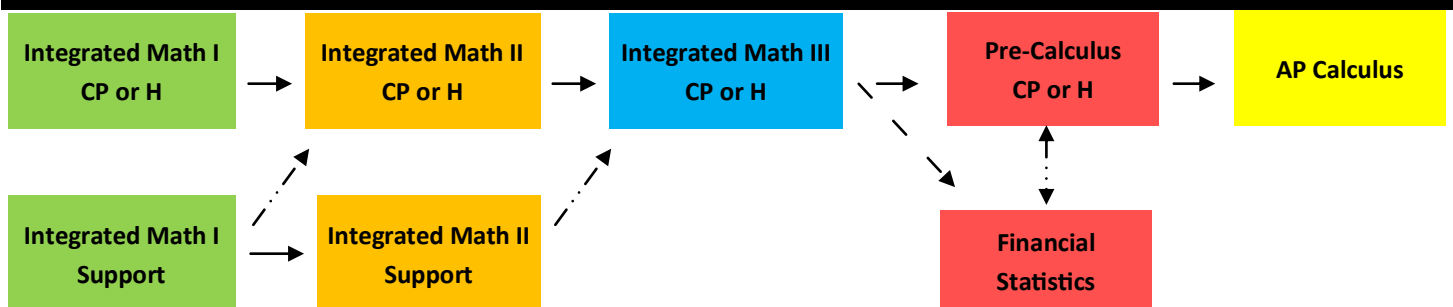 Integrated Math I
CP or H
Integrated Math II
CP or H
Integrated Math III
CP or H
Pre-Calculus
CP or H
AP Calculus
Integrated Math I
Support
Integrated Math II
Support
Financial
Statistics